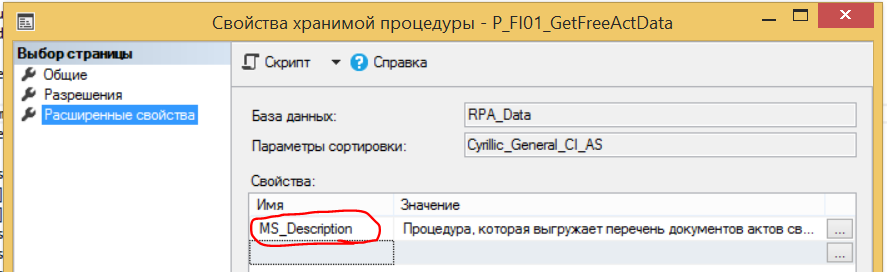 Свойства хранимой процедуры - P_FI01_GetFreeActData
Выбор страницы
Общие
Разрешения
Расширенные свойства
Скрипт
Справка
База данных: RPA_Data
Параметры сортировки: Cyrillic_General_CI_AS
Свойства:
Имя Значение
MS_Description Процедура, которая выгружает перечень документов актов св... ...
...